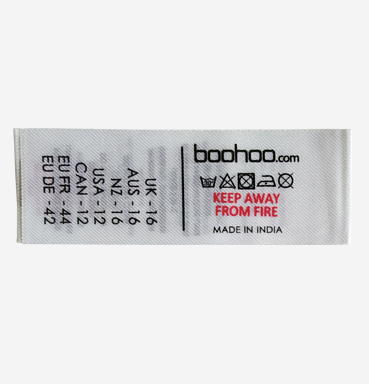 boohoo.com
KEEP AWAY
FROM FIRE
MADE IN INDIA
UK -16
AUS -16
NZ -16
USA -12
CAN -12
EU FR -44
EU DE -42